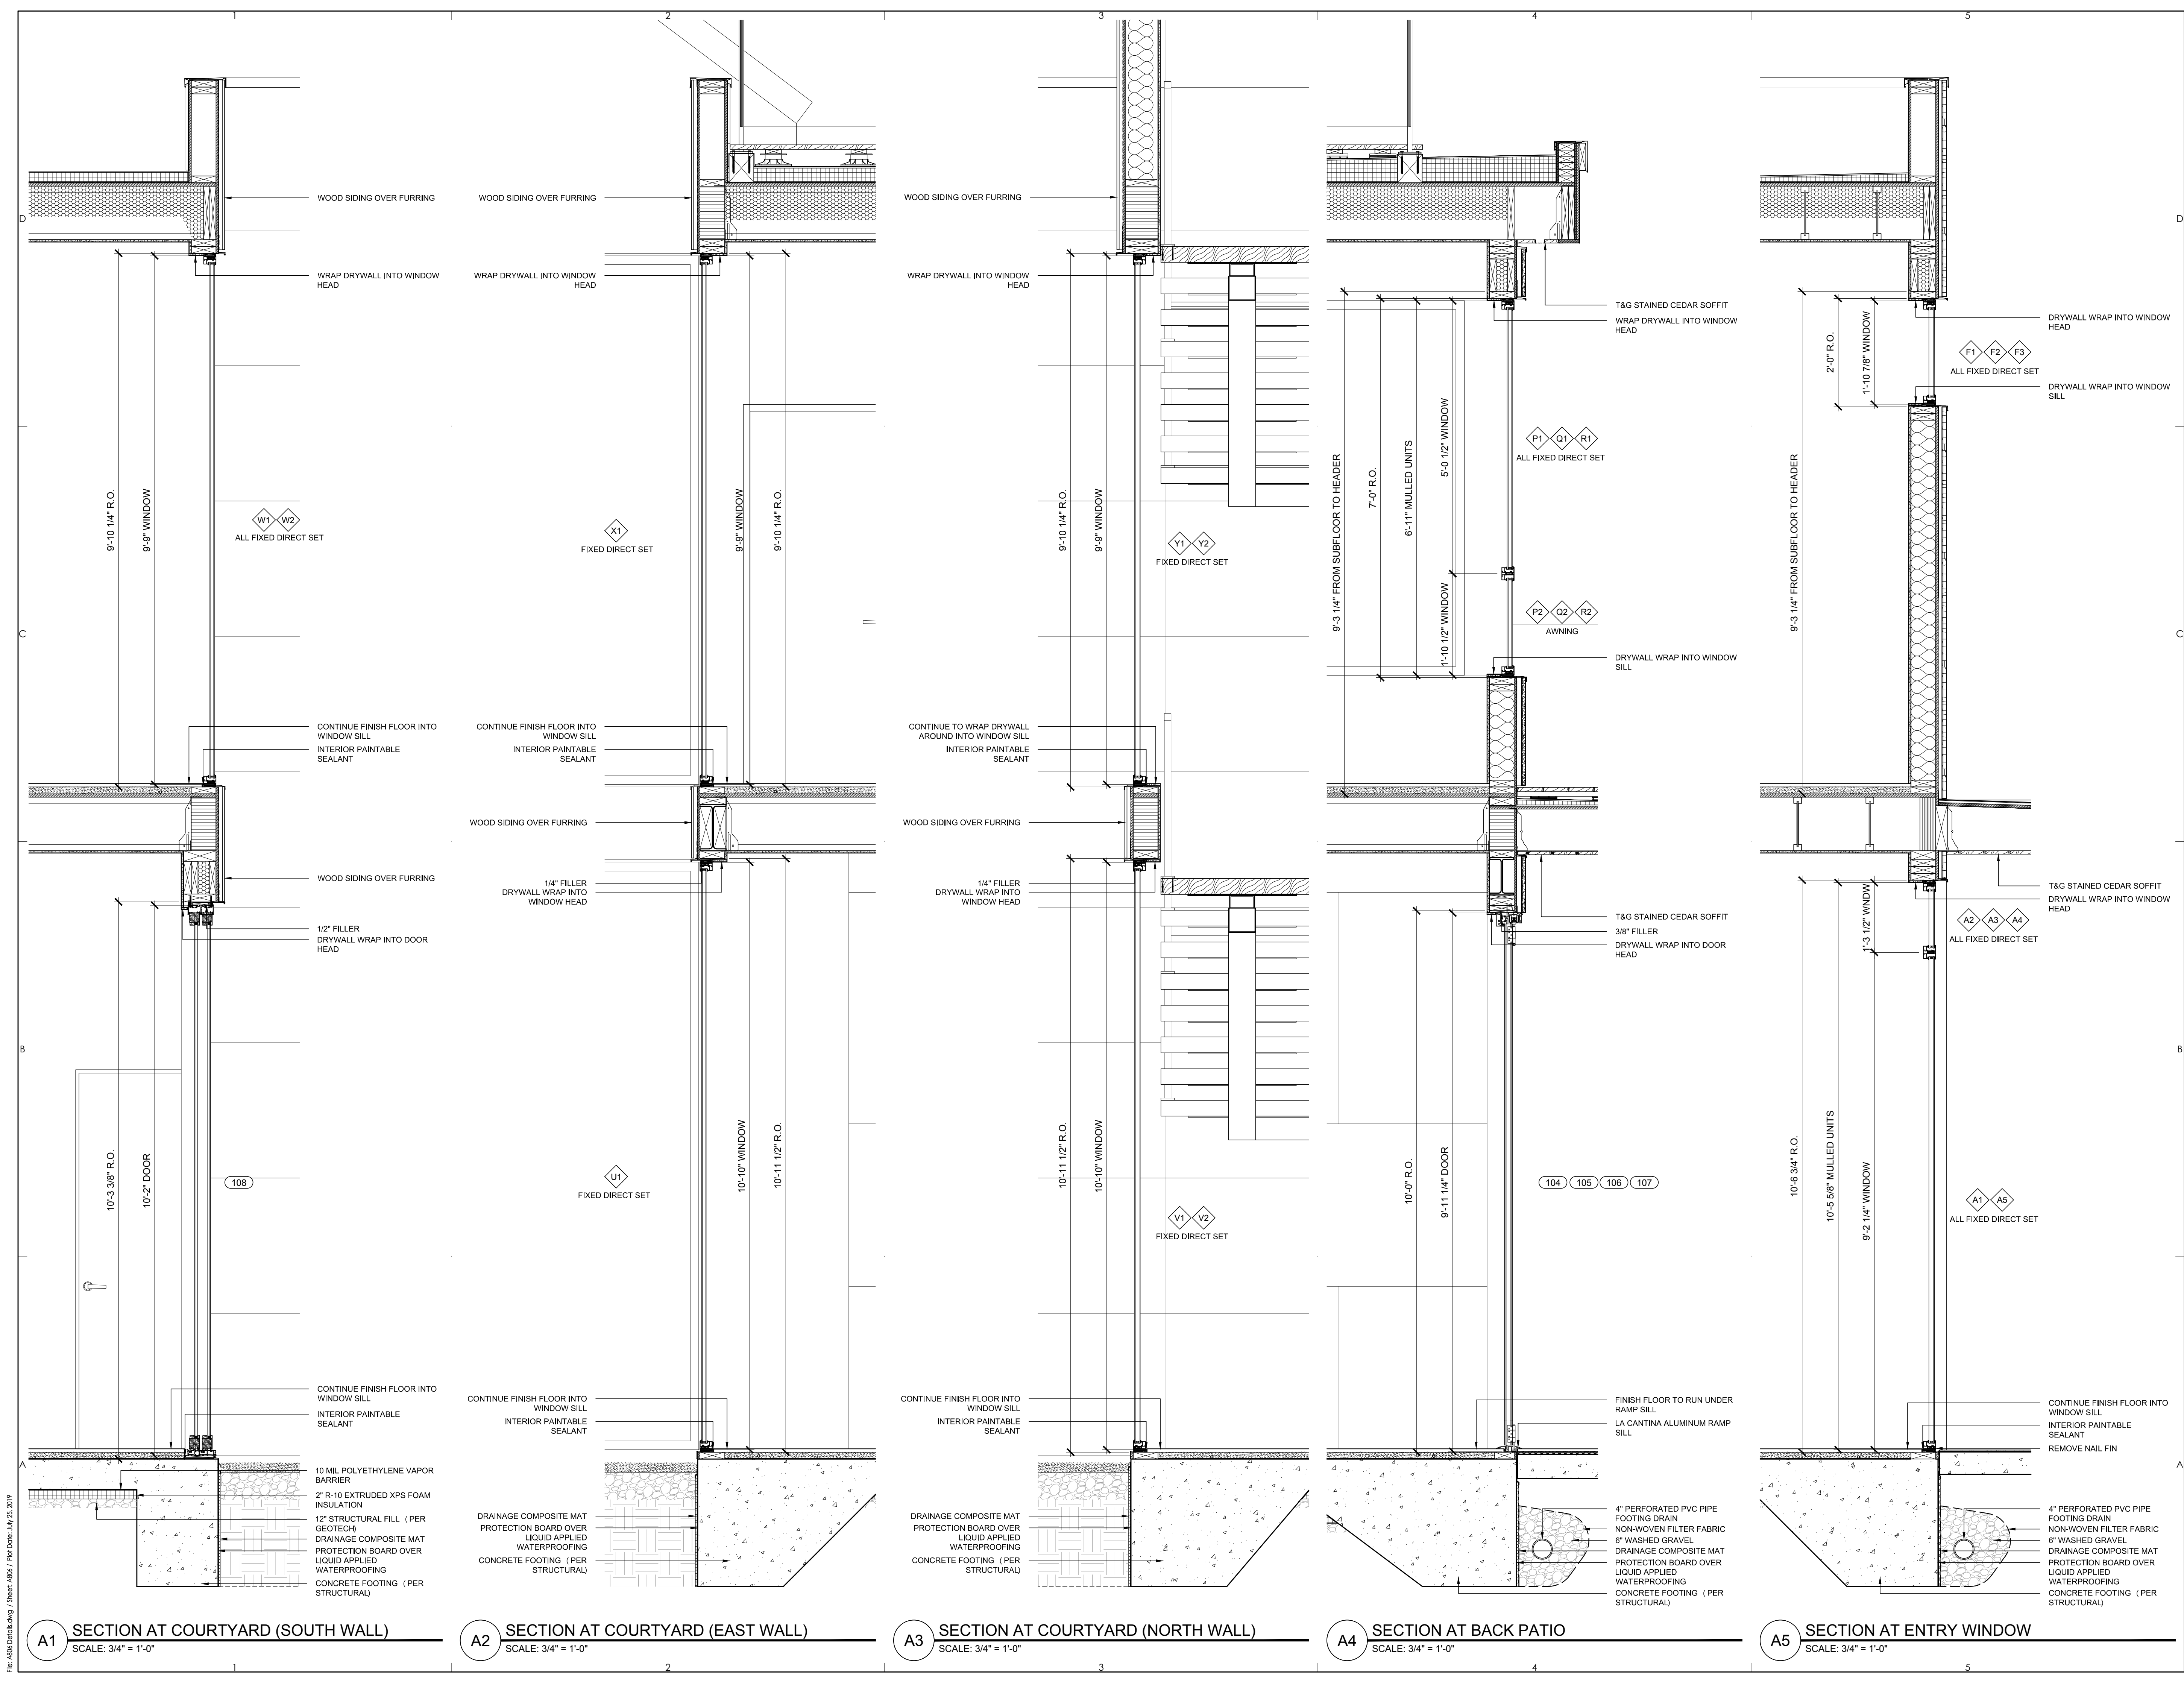 1
2
3
4
5
D
D
C
C
B
B
A
A
WOOD SIDING OVER FURRING
WRAP DRYWALL INTO WINDOW
HEAD
9'-10 1/4" R.O.
9'-9" WINDOW
W1
W2
ALL FIXED DIRECT SET
CONTINUE FINISH FLOOR INTO
WINDOW SILL
INTERIOR PAINTABLE
SEALANT
WOOD SIDING OVER FURRING
1/2" FILLER
DRYWALL WRAP INTO DOOR
HEAD
10'-3 3/8" R.O.
10'-2" DOOR
108
CONTINUE FINISH FLOOR INTO
WINDOW SILL
INTERIOR PAINTABLE
SEALANT
10 MIL POLYETHYLENE VAPOR
BARRIER
2" R-10 EXTRUDED XPS FOAM
INSULATION
12" STRUCTURAL FILL (PER
GEOTECH)
DRAINAGE COMPOSITE MAT
PROTECTION BOARD OVER
LIQUID APPLIED
WATERPROOFING
CONCRETE FOOTING (PER
STRUCTURAL)
A1
SECTION AT COURTYARD (SOUTH WALL)
SCALE: 3/4" = 1'-0"
WOOD SIDING OVER FURRING
WRAP DRYWALL INTO WINDOW
HEAD
X1
FIXED DIRECT SET
9'-9" WINDOW
9'-10 1/4" R.O.
CONTINUE FINISH FLOOR INTO
WINDOW SILL
INTERIOR PAINTABLE
SEALANT
WOOD SIDING OVER FURRING
1/4" FILLER
DRYWALL WRAP INTO
WINDOW HEAD
U1
FIXED DIRECT SET
10'-10" WINDOW
10'-11 1/2" R.O.
CONTINUE FINISH FLOOR INTO
WINDOW SILL
INTERIOR PAINTABLE
SEALANT
DRAINAGE COMPOSITE MAT
PROTECTION BOARD OVER
LIQUID APPLIED
WATERPROOFING
CONCRETE FOOTING (PER
STRUCTURAL)
A2
SECTION AT COURTYARD (EAST WALL)
SCALE: 3/4" = 1'-0"
WOOD SIDING OVER FURRING
WRAP DRYWALL INTO WINDOW
HEAD
9'-10 1/4" R.O.
9'-9" WINDOW
Y1
Y2
FIXED DIRECT SET
CONTINUE TO WRAP DRYWALL
AROUND INTO WINDOW SILL
INTERIOR PAINTABLE
SEALANT
WOOD SIDING OVER FURRING
1/4" FILLER
DRYWALL WRAP INTO
WINDOW HEAD
10'-11 1/2" R.O.
10'-10" WINDOW
V1
V2
FIXED DIRECT SET
CONTINUE FINISH FLOOR INTO
WINDOW SILL
INTERIOR PAINTABLE
SEALANT
DRAINAGE COMPOSITE MAT
PROTECTION BOARD OVER
LIQUID APPLIED
WATERPROOFING
CONCRETE FOOTING (PER
STRUCTURAL)
A3
SECTION AT COURTYARD (NORTH WALL)
SCALE: 3/4" = 1'-0"
T&G STAINED CEDAR SOFFIT
WRAP DRYWALL INTO WINDOW
HEAD
9'-3 1/4" FROM SUBFLOOR TO HEADER
7'-0" R.O.
6'-11" MULLED UNITS
5'-0 1/2" WINDOW
1'-10 1/2" WINDOW
P1
Q1
R1
ALL FIXED DIRECT SET
P2
Q2
R2
AWNING
DRYWALL WRAP INTO WINDOW
SILL
T&G STAINED CEDAR SOFFIT
3/8" FILLER
DRYWALL WRAP INTO DOOR
HEAD
10'-0" R.O.
9'-11 1/4" DOOR
104
105
106
107
FINISH FLOOR TO RUN UNDER
RAMP SILL
LA CANTINA ALUMINUM RAMP
SILL
4" PERFORATED PVC PIPE
FOOTING DRAIN
NON-WOVEN FILTER FABRIC
6" WASHED GRAVEL
DRAINAGE COMPOSITE MAT
PROTECTION BOARD OVER
LIQUID APPLIED
WATERPROOFING
CONCRETE FOOTING (PER
STRUCTURAL)
A4
SECTION AT BACK PATIO
SCALE: 3/4" = 1'-0"
DRYWALL WRAP INTO WINDOW
HEAD
2'-0" R.O.
1'-10 7/8" WINDOW
F1
F2
F3
ALL FIXED DIRECT SET
DRYWALL WRAP INTO WINDOW
SILL
9'-3 1/4" FROM SUBFLOOR TO HEADER
T&G STAINED CEDAR SOFFIT
DRYWALL WRAP INTO WINDOW
HEAD
1'-3 1/2" WNDOW
A2
A3
A4
ALL FIXED DIRECT SET
10'-6 3/4" R.O.
10'-5 5/8" MULLED UNITS
9'-2 1/4" WINDOW
A1
A5
ALL FIXED DIRECT SET
CONTINUE FINISH FLOOR INTO
WINDOW SILL
INTERIOR PAINTABLE
SEALANT
REMOVE NAIL FIN
4" PERFORATED PVC PIPE
FOOTING DRAIN
NON-WOVEN FILTER FABRIC
6" WASHED GRAVEL
DRAINAGE COMPOSITE MAT
PROTECTION BOARD OVER
LIQUID APPLIED
WATERPROOFING
CONCRETE FOOTING (PER
STRUCTURAL)
A5
SECTION AT ENTRY WINDOW
SCALE: 3/4" = 1'-0"
1
2
3
4
5
File: A806 Details.dwg / Sheet: A806 / Plot Date: July 25, 2019